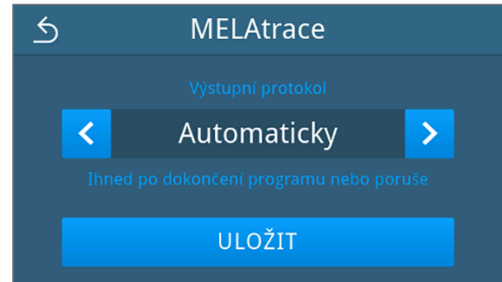 MELAtrace
Výstupní protokol
Automaticky
Ihned po dokončení programu nebo poruše
ULOŽIT